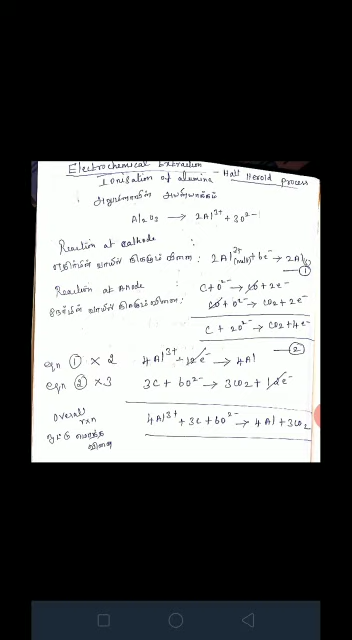 Electrochemical Extraction - Hall Herold process
Ionisation of alumina
அலுமினாவின் அயனியாக்கம்
Al2O3 → 2Al3+ + 3O2-
Reaction at Cathode :
எதிர்மின் வாயில் நிகழும் வினை : 2Al3+(melt) + 6e- → 2Al(l) ①
Reaction at Anode : C + O2- → CO + 2e-
நேர்மின் வாயில் நிகழும் வினை : CO + O2- → CO2 + 2e-
C + 2O2- → CO2 + 4e- ②
eqn ① × 2 4Al3+ 12e- → 4Al
eqn ② × 3 3C + 6O2- → 3CO2 + 12e-
Overall rxn 4Al3+ + 3C + 6O2- → 4Al + 3CO2
வினை